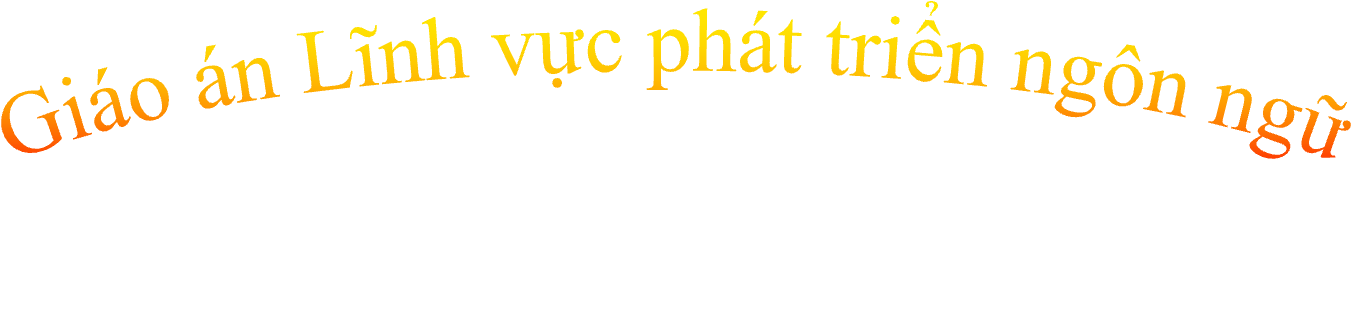 Giáo án Lĩnh vực phát triển ngôn ngữ